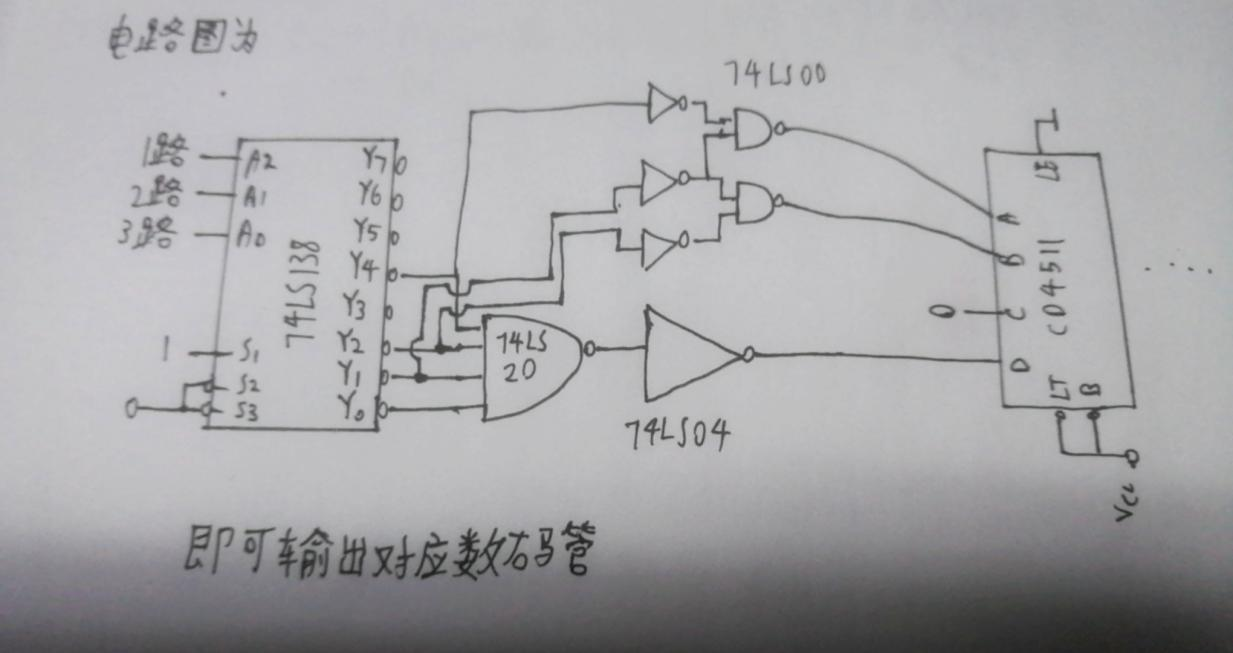 电路图为
74LS00
1路 A2 Y7
2路 A1 Y6
3路 A0 Y5
Y4
Y3
1 S1 Y2
S2 Y1
0 S3 Y0
74LS138
74LS
20
74LS04
LE
A
B
0 C
D
CD4511
LT B
Vcc
....
即可输出对应数码管